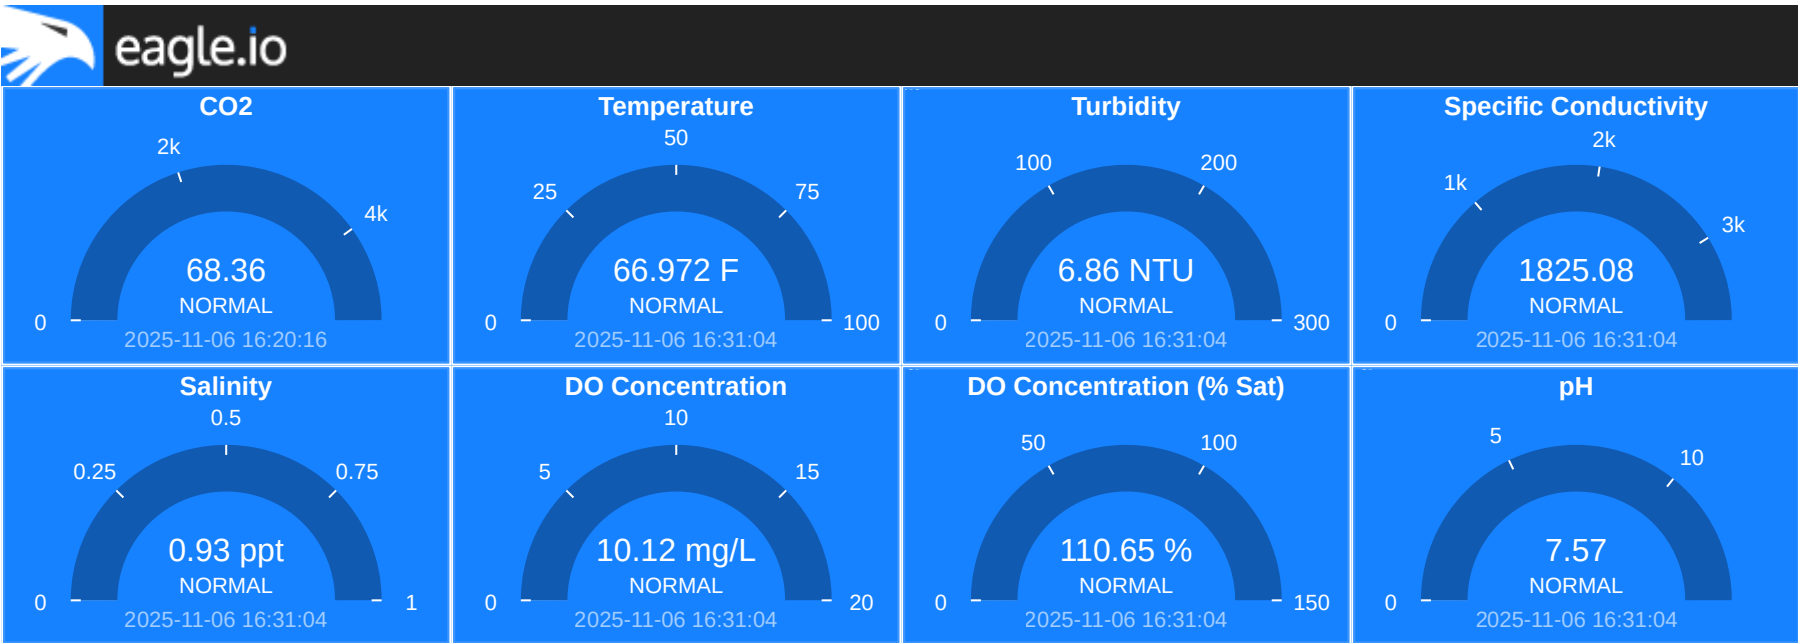 eagle.io
CO2
2k
4k
68.36
NORMAL
0
2025-11-06 16:20:16
Temperature
50
25
75
66.972 F
NORMAL
0
100
2025-11-06 16:31:04
Turbidity
100
200
6.86 NTU
NORMAL
0
300
2025-11-06 16:31:04
Specific Conductivity
2k
1k
3k
1825.08
NORMAL
0
2025-11-06 16:31:04
Salinity
0.5
0.25
0.75
0.93 ppt
NORMAL
0
1
2025-11-06 16:31:04
DO Concentration
10
5
15
10.12 mg/L
NORMAL
0
20
2025-11-06 16:31:04
DO Concentration (% Sat)
50
100
110.65 %
NORMAL
0
150
2025-11-06 16:31:04
pH
5
10
7.57
NORMAL
0
2025-11-06 16:31:04